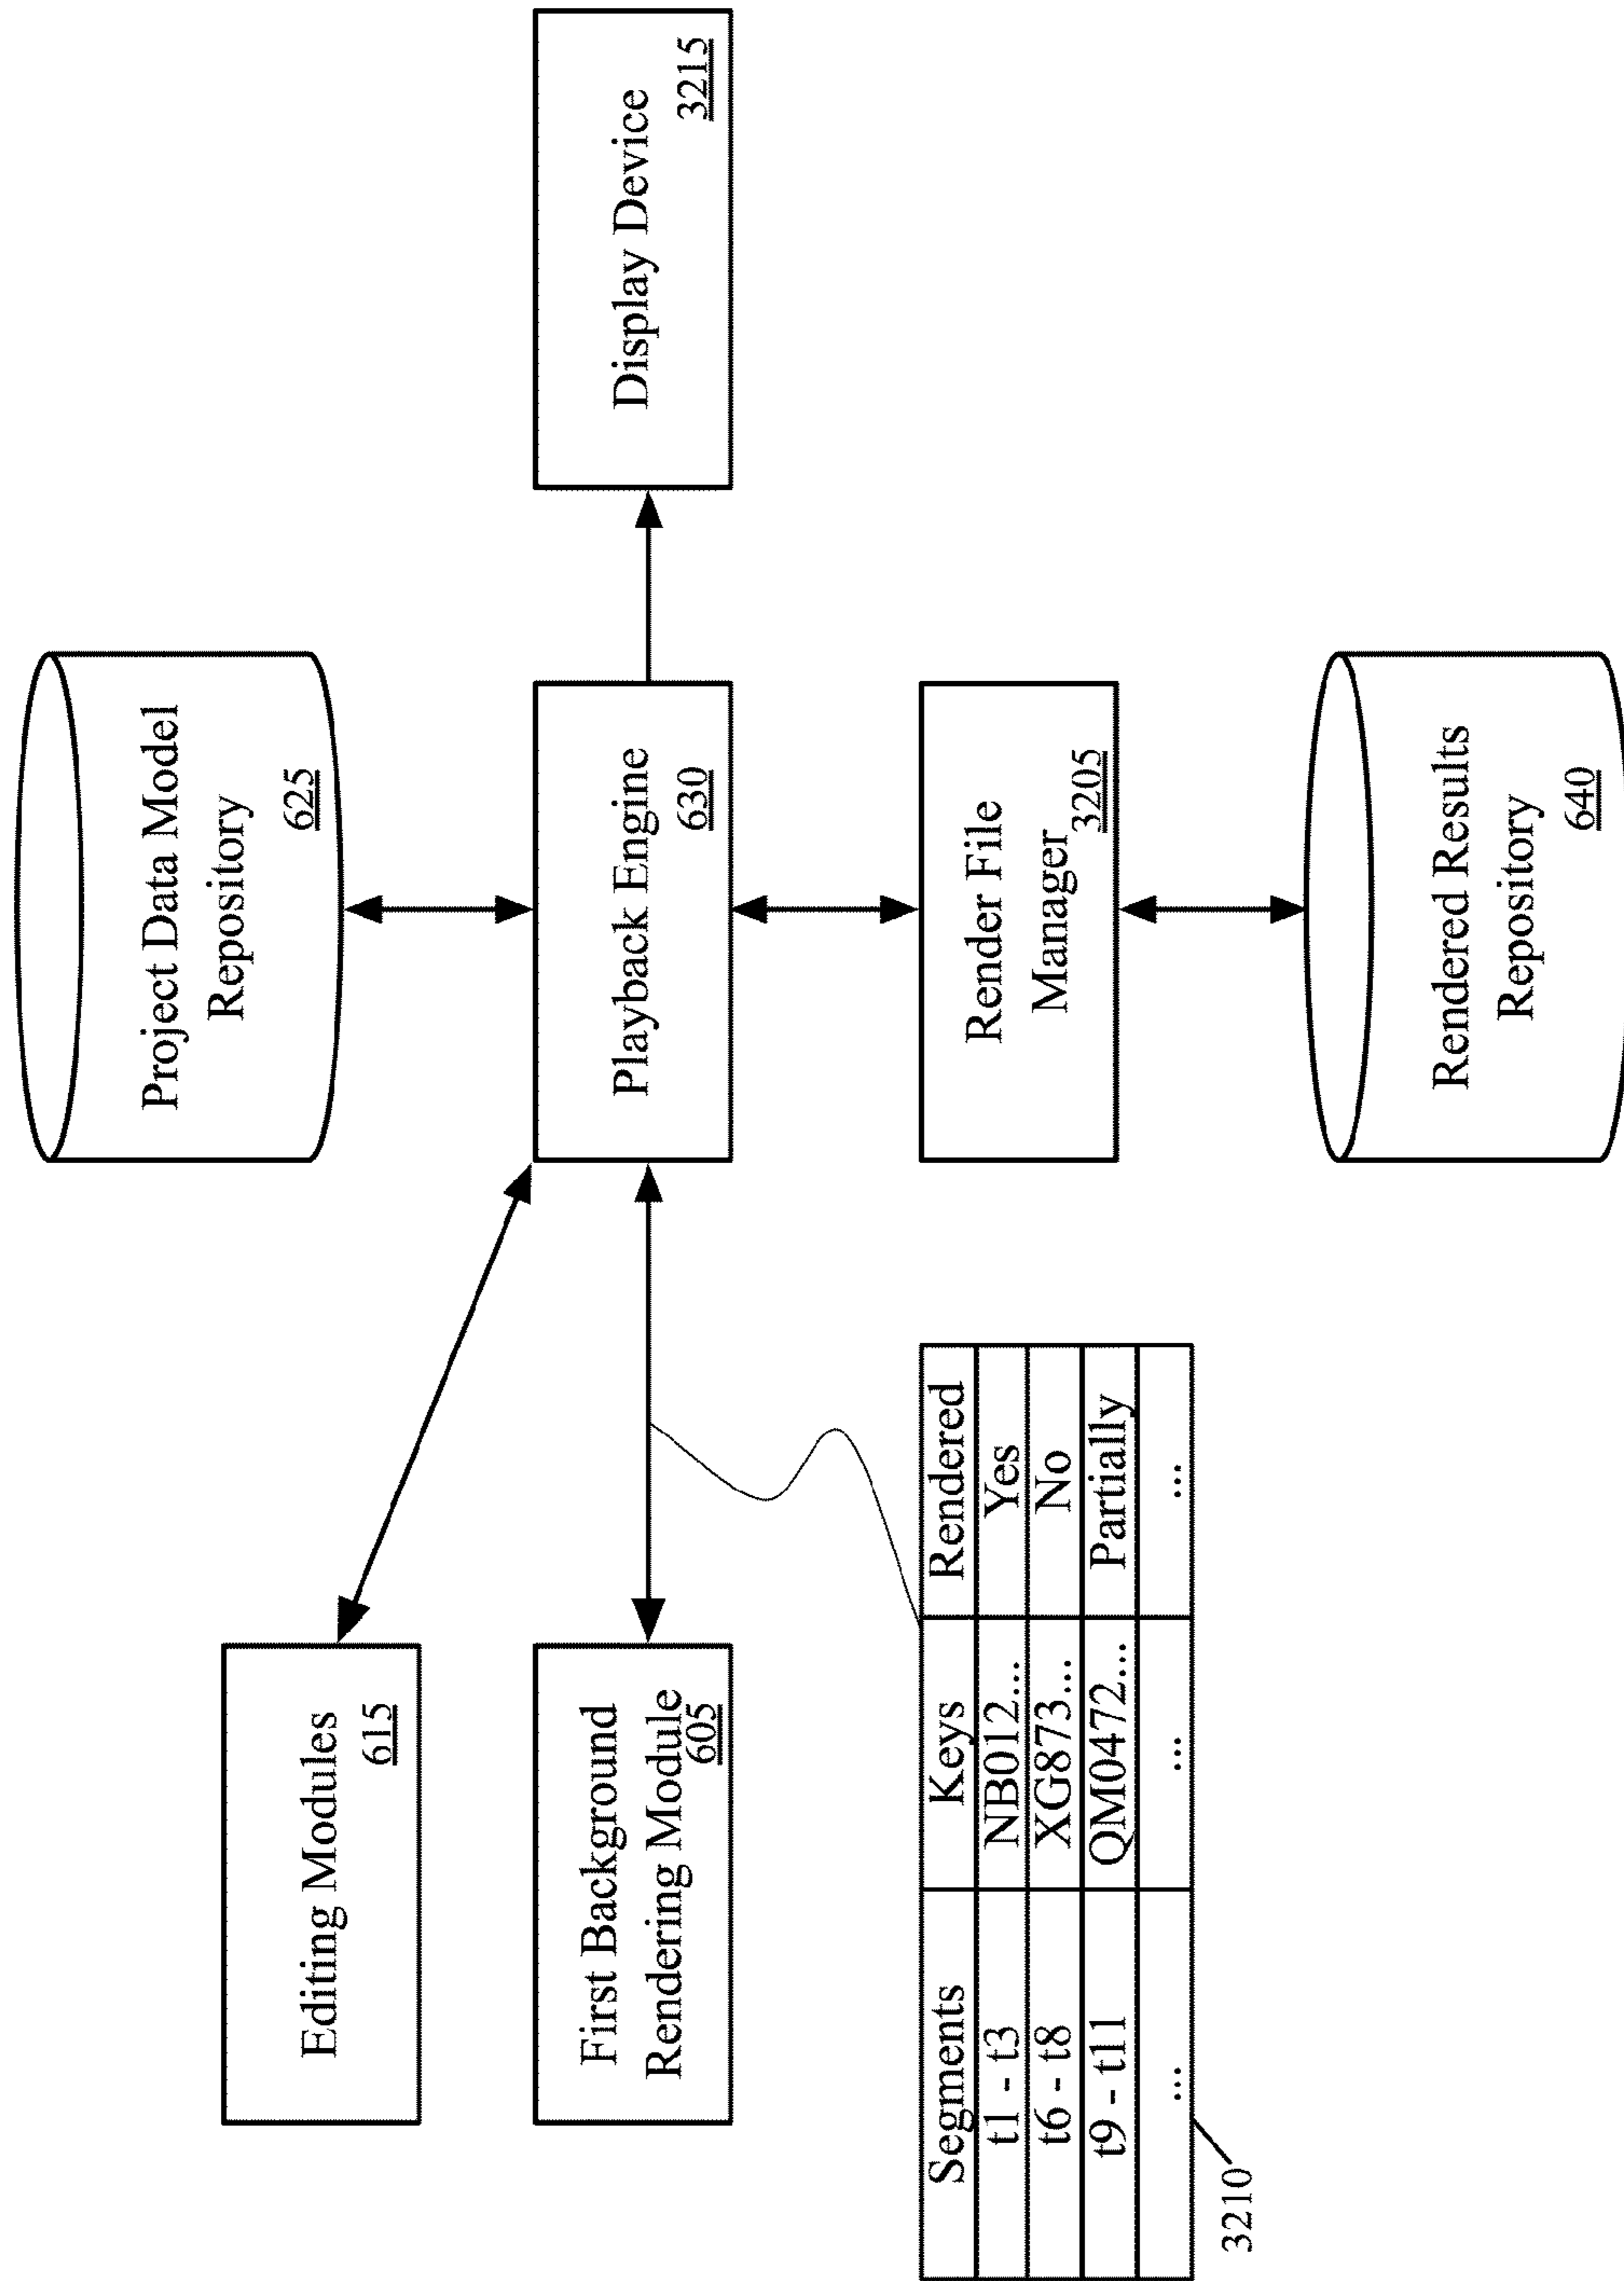 Project Data Model
Repository
625
Editing Modules
615
First Background
Rendering Module
605
Playback Engine
630
Display Device
3215
Render File
Manager
3205
Segments Keys Rendered
t1 - t3 NB012... Yes
t6 - t8 XG873... No
t9 - t11 QM0472... Partially
... ... ...
3210
Rendered Results
Repository
640